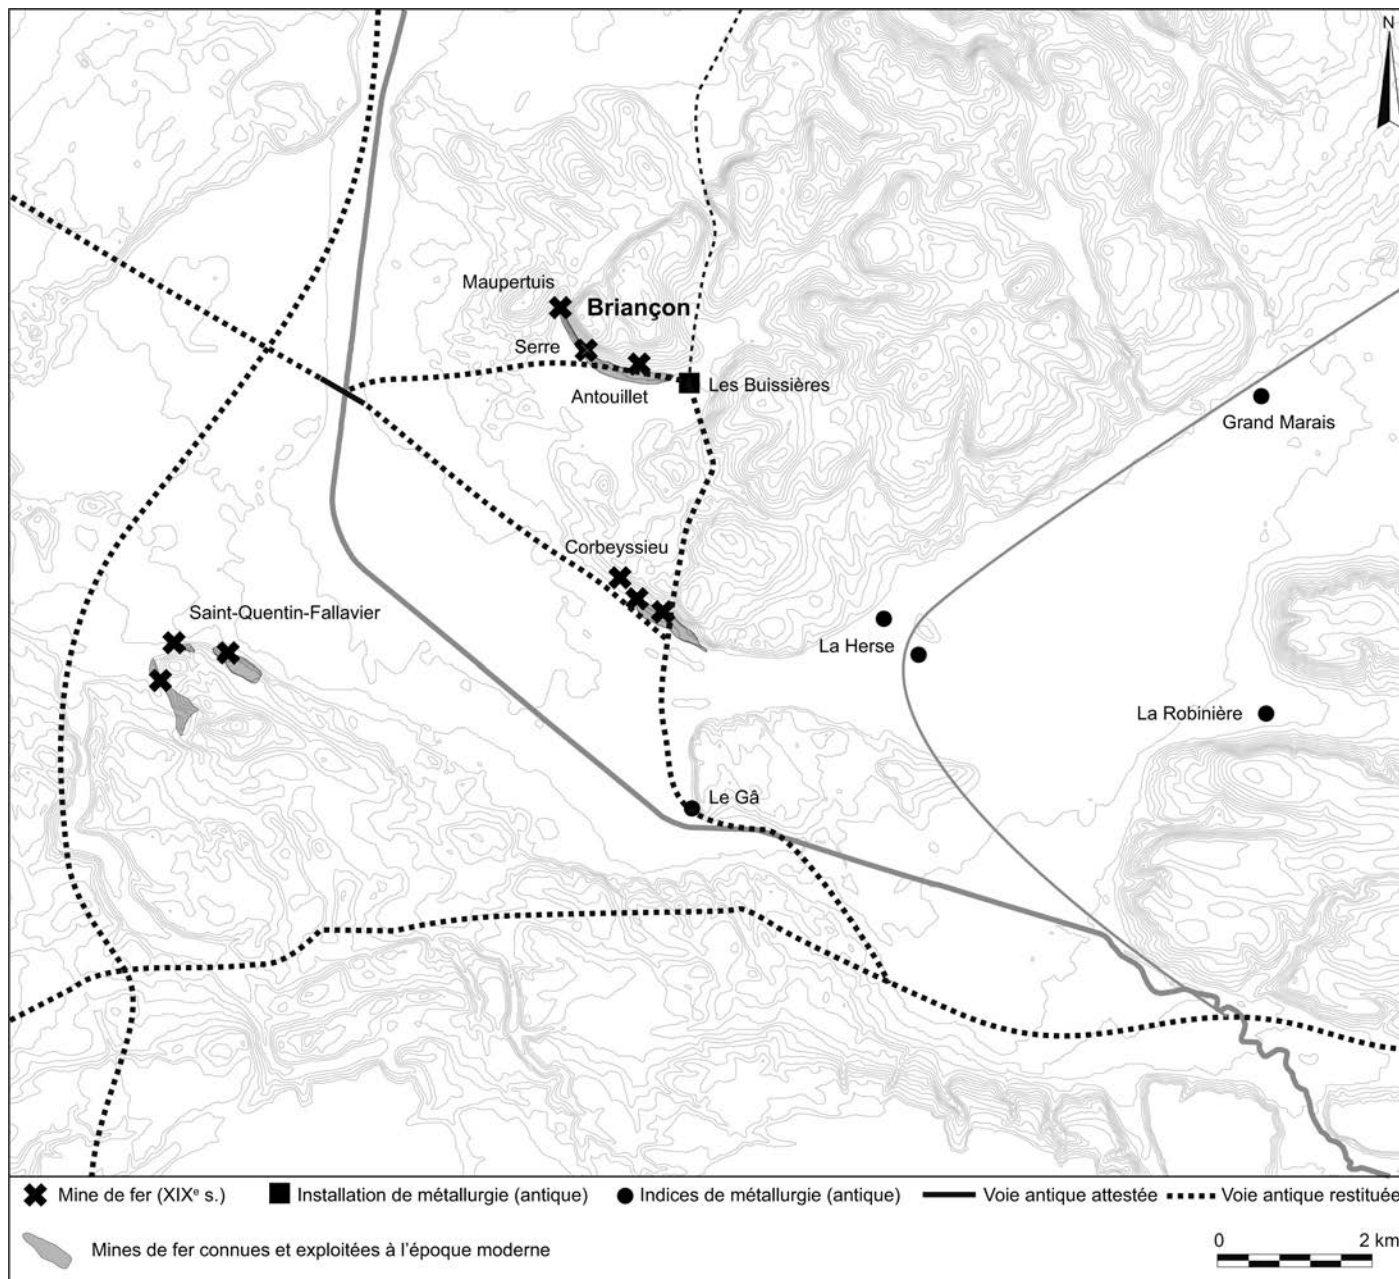 N
Maupertuis
Briançon
Serre
Antouillet
Les Buissières
Grand Marais
Corbeyssieu
Saint-Quentin-Fallavier
La Herse
La Robinière
Le Gâ
Mine de fer (XIXᵉ s.)
Installation de métallurgie (antique)
Indices de métallurgie (antique)
Voie antique attestée
Voie antique restituée
Mines de fer connues et exploitées à l'époque moderne
0 2 km